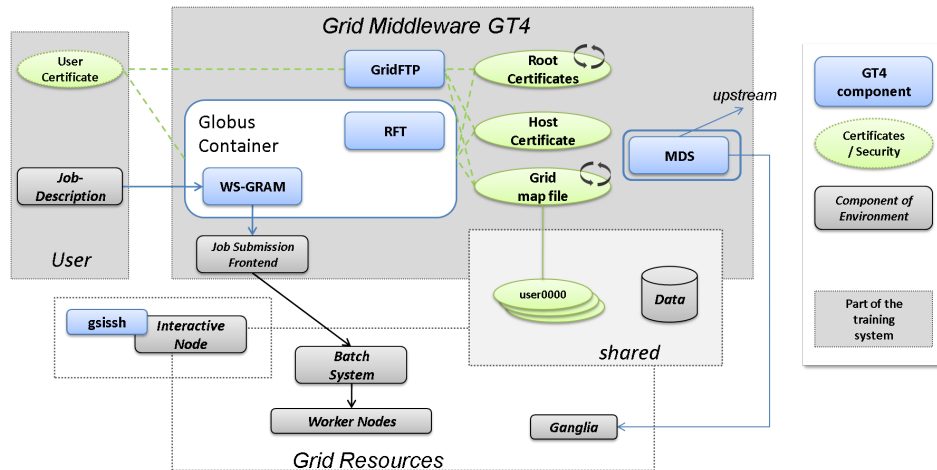 Grid Middleware GT4
User
Certificate
GridFTP
Root
Certificates
upstream
GT4
component
Globus
Container
RFT
Host
Certificate
MDS
Certificates
/ Security
Job-
Description
WS-GRAM
Grid
map file
Component of
Environment
User
Job Submission
Frontend
user0000
Data
Part of the
training
system
gsissh
Interactive
Node
Batch
System
shared
Worker Nodes
Ganglia
Grid Resources